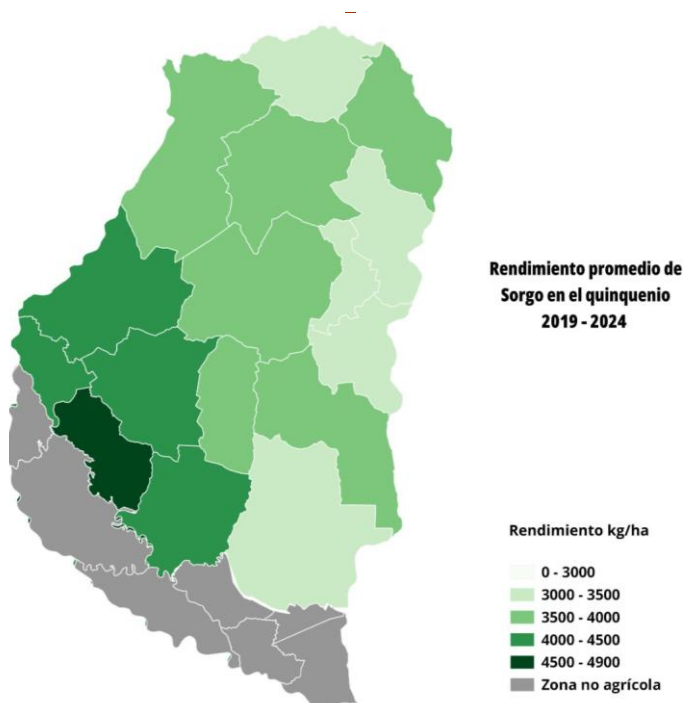 Rendimiento promedio de
Sorgo en el quinquenio
2019 - 2024
Rendimiento kg/ha
0 - 3000
3000 - 3500
3500 - 4000
4000 - 4500
4500 - 4900
Zona no agrícola